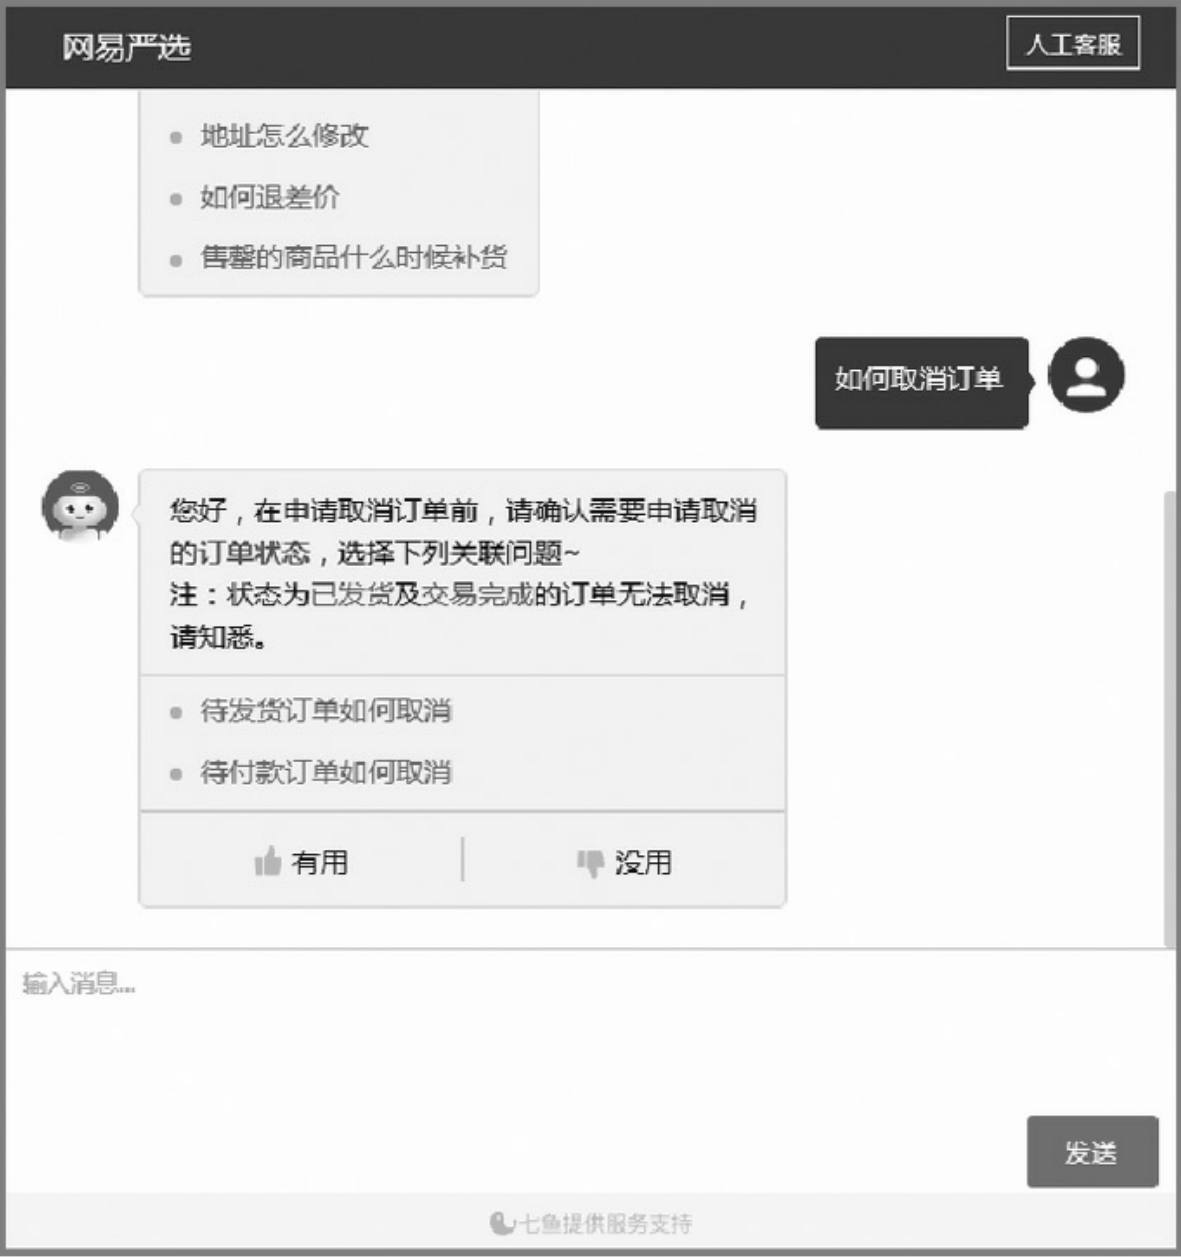 网易严选
人工客服
地址怎么修改
如何退差价
售罄的商品什么时候补货
如何取消订单
您好，在申请取消订单前，请确认需要申请取消
的订单状态，选择下列关联问题~
注：状态为已发货及交易完成的订单无法取消，
请知悉。
待发货订单如何取消
待付款订单如何取消
有用
没用
输入消息...
发送
七鱼提供服务支持